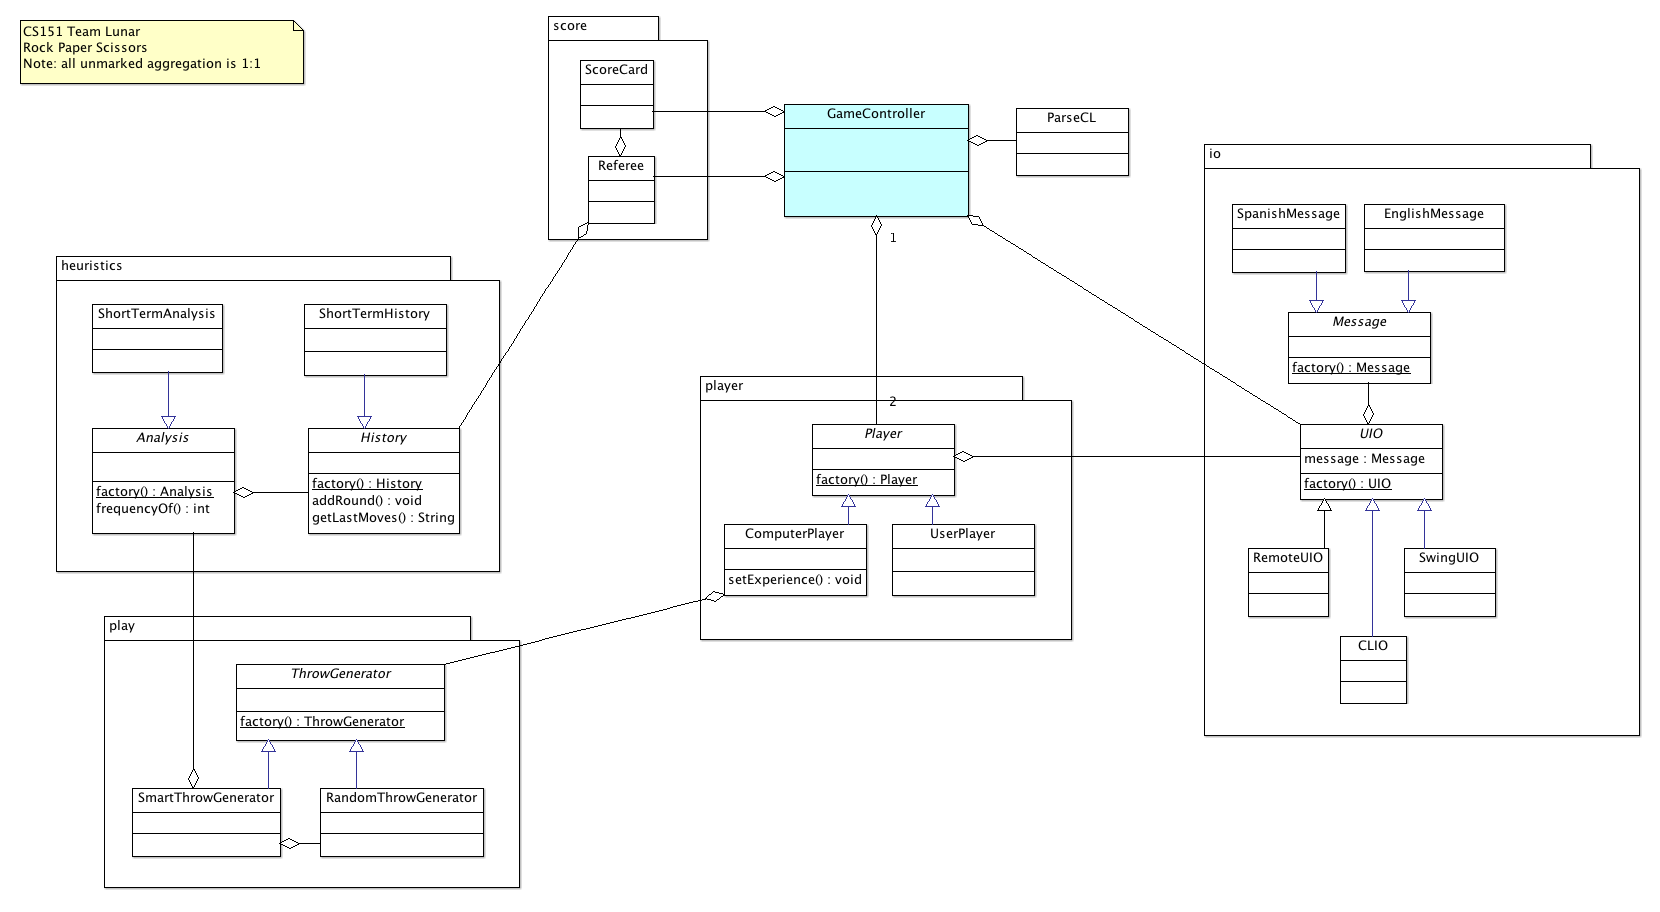 CS151 Team Lunar
Rock Paper Scissors
Note: all unmarked aggregation is 1:1
score
ScoreCard
Referee
GameController
ParseCL
1
2
io
SpanishMessage
EnglishMessage
Message
factory() : Message
UIO
message : Message
factory() : UIO
RemoteUIO
SwingUIO
CLIO
heuristics
ShortTermAnalysis
ShortTermHistory
Analysis
factory() : Analysis
frequencyOf() : int
History
factory() : History
addRound() : void
getLastMoves() : String
player
Player
factory() : Player
ComputerPlayer
setExperience() : void
UserPlayer
play
ThrowGenerator
factory() : ThrowGenerator
SmartThrowGenerator
RandomThrowGenerator